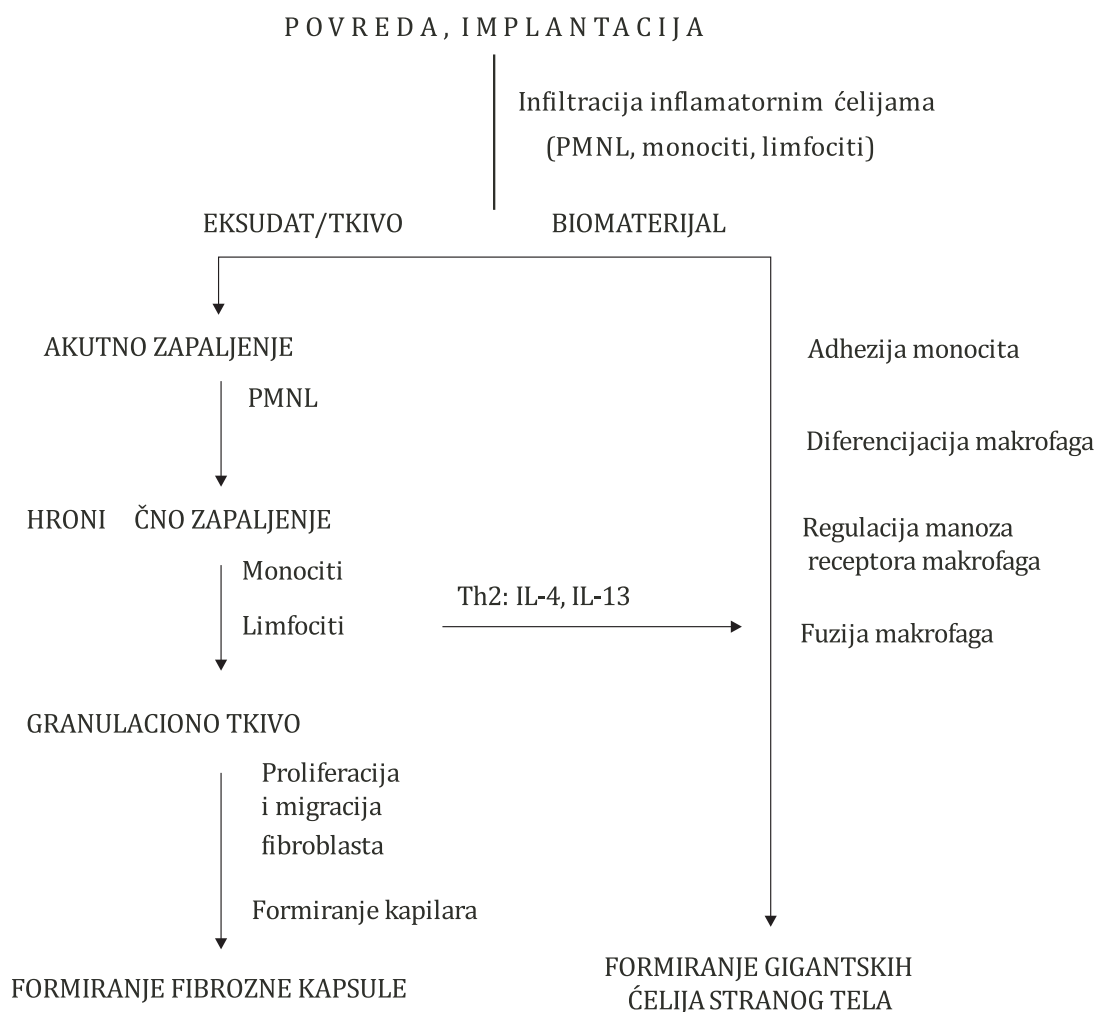 POVREDA, IMPLANTACIJA
Infiltracija inflamatornim ćelijama
(PMNL, monociti, limfociti)
EKSUDAT/TKIVO
BIOMATERIJAL
AKUTNO ZAPALJENJE
PMNL
HRONI ČNO ZAPALJENJE
Monociti
Limfociti
Th2: IL-4, IL-13
GRANULACIONO TKIVO
Proliferacija
i migracija
fibroblasta
Formiranje kapilara
FORMIRANJE FIBROZNE KAPSULE
Adhezija monocita
Diferencijacija makrofaga
Regulacija manoza
receptora makrofaga
Fuzija makrofaga
FORMIRANJE GIGANTSKIH
ĆELIJA STRANOG TELA